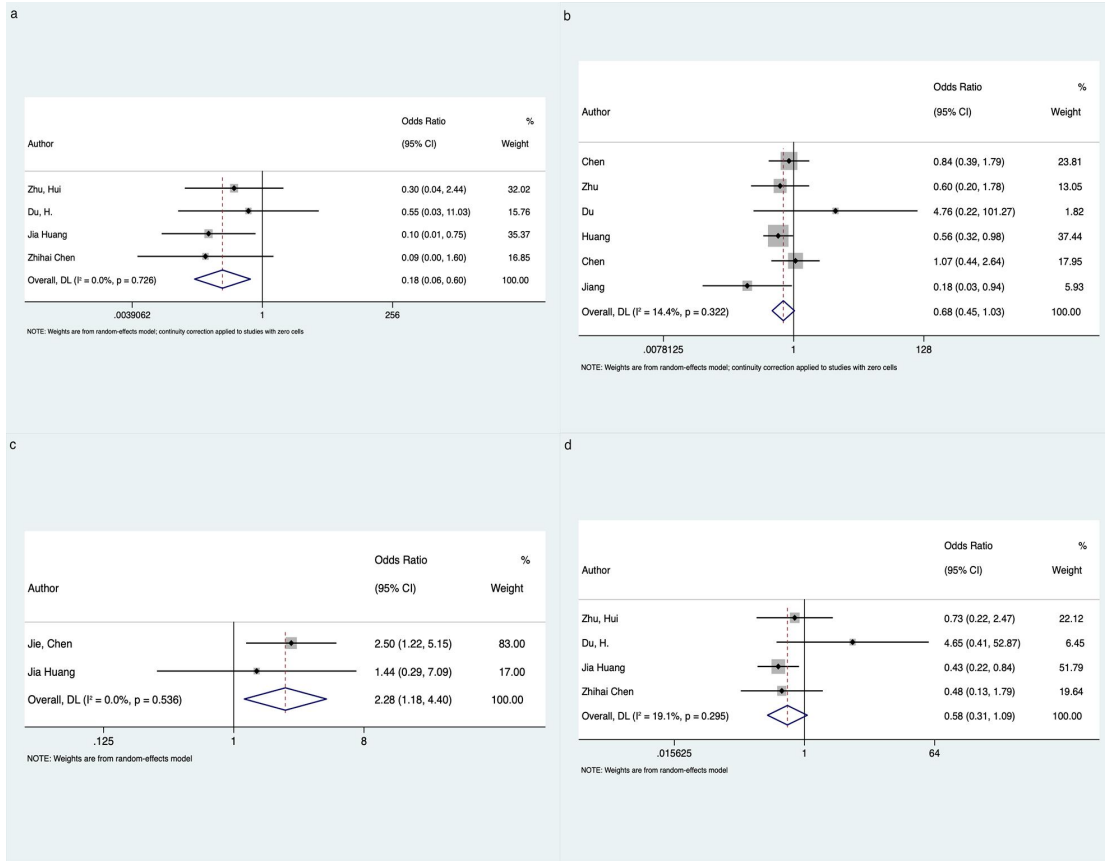 a
Odds Ratio %
Author (95% CI) Weight
Zhu, Hui 0.30 (0.04, 2.44) 32.02
Du, H. 0.55 (0.03, 11.03) 15.76
Jia Huang 0.10 (0.01, 0.75) 35.37
Zhihai Chen 0.09 (0.00, 1.60) 16.85
Overall, DL (I² = 0.0%, p = 0.726) 0.18 (0.06, 0.60) 100.00
.0039062 1 256
NOTE: Weights are from random-effects model; continuity correction applied to studies with zero cells
b
Odds Ratio %
Author (95% CI) Weight
Chen 0.84 (0.39, 1.79) 23.81
Zhu 0.60 (0.20, 1.78) 13.05
Du 4.76 (0.22, 101.27) 1.82
Huang 0.56 (0.32, 0.98) 37.44
Chen 1.07 (0.44, 2.64) 17.95
Jiang 0.18 (0.03, 0.94) 5.93
Overall, DL (I² = 14.4%, p = 0.322) 0.68 (0.45, 1.03) 100.00
.0078125 1 128
NOTE: Weights are from random-effects model; continuity correction applied to studies with zero cells
c
Odds Ratio %
Author (95% CI) Weight
Jie, Chen 2.50 (1.22, 5.15) 83.00
Jia Huang 1.44 (0.29, 7.09) 17.00
Overall, DL (I² = 0.0%, p = 0.536) 2.28 (1.18, 4.40) 100.00
.125 1 8
NOTE: Weights are from random-effects model
d
Odds Ratio %
Author (95% CI) Weight
Zhu, Hui 0.73 (0.22, 2.47) 22.12
Du, H. 4.65 (0.41, 52.87) 6.45
Jia Huang 0.43 (0.22, 0.84) 51.79
Zhihai Chen 0.48 (0.13, 1.79) 19.64
Overall, DL (I² = 19.1%, p = 0.295) 0.58 (0.31, 1.09) 100.00
.015625 1 64
NOTE: Weights are from random-effects model